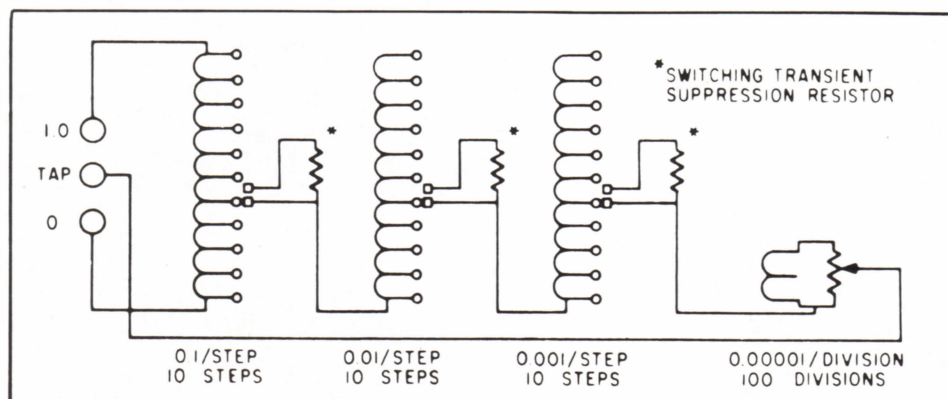 * SWITCHING TRANSIENT
SUPPRESSION RESISTOR
1.0
*
*
*
TAP
0
0.1/STEP
10 STEPS
0.01/STEP
10 STEPS
0.001/STEP
10 STEPS
0.00001/DIVISION
100 DIVISIONS